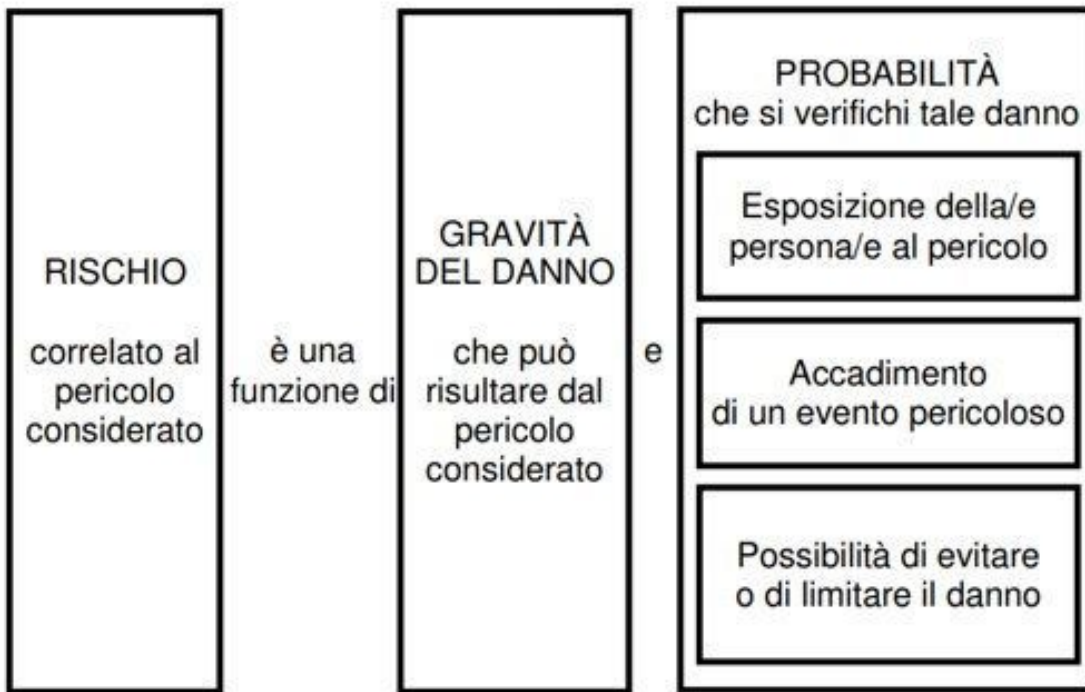 RISCHIO
correlato al
pericolo
considerato
è una
funzione di
GRAVITÀ
DEL DANNO
che può
risultare dal
pericolo
considerato
e
PROBABILITÀ
che si verifichi tale danno
Esposizione della/e
persona/e al pericolo
Accadimento
di un evento pericoloso
Possibilità di evitare
o di limitare il danno